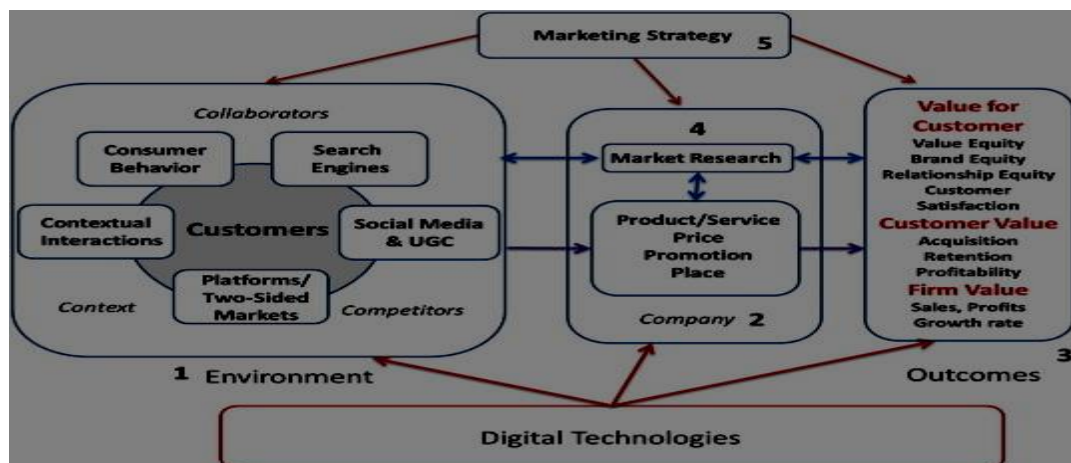 Marketing Strategy 5
Collaborators
Consumer
Behavior
Search
Engines
Contextual
Interactions
Customers
Social Media
& UGC
Platforms/
Two-Sided
Markets
Context
Competitors
1 Environment
4
Market Research
Product/Service
Price
Promotion
Place
Company 2
Value for
Customer
Value Equity
Brand Equity
Relationship Equity
Customer
Satisfaction
Customer Value
Acquisition
Retention
Profitability
Firm Value
Sales, Profits
Growth rate
3
Outcomes
Digital Technologies